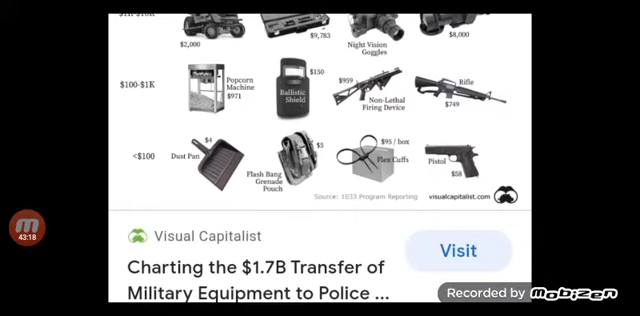 $1K-$10K
$2,000
$9,783
Night Vision
Goggles
$8,000
$100-$1K
Popcorn
Machine
$971
$130
Ballistic
Shield
$959
Non-Lethal
Firing Device
Rifle
$749
<$100
$4
Dust Pan
$5
Flash Bang
Grenade
Pouch
$95 / box
Flex Cuffs
Pistol
$58
Source: 1033 Program Reporting
visualcapitalist.com
43:18
Visual Capitalist
Visit
Charting the $1.7B Transfer of
Military Equipment to Police ...
Recorded by Mobizen